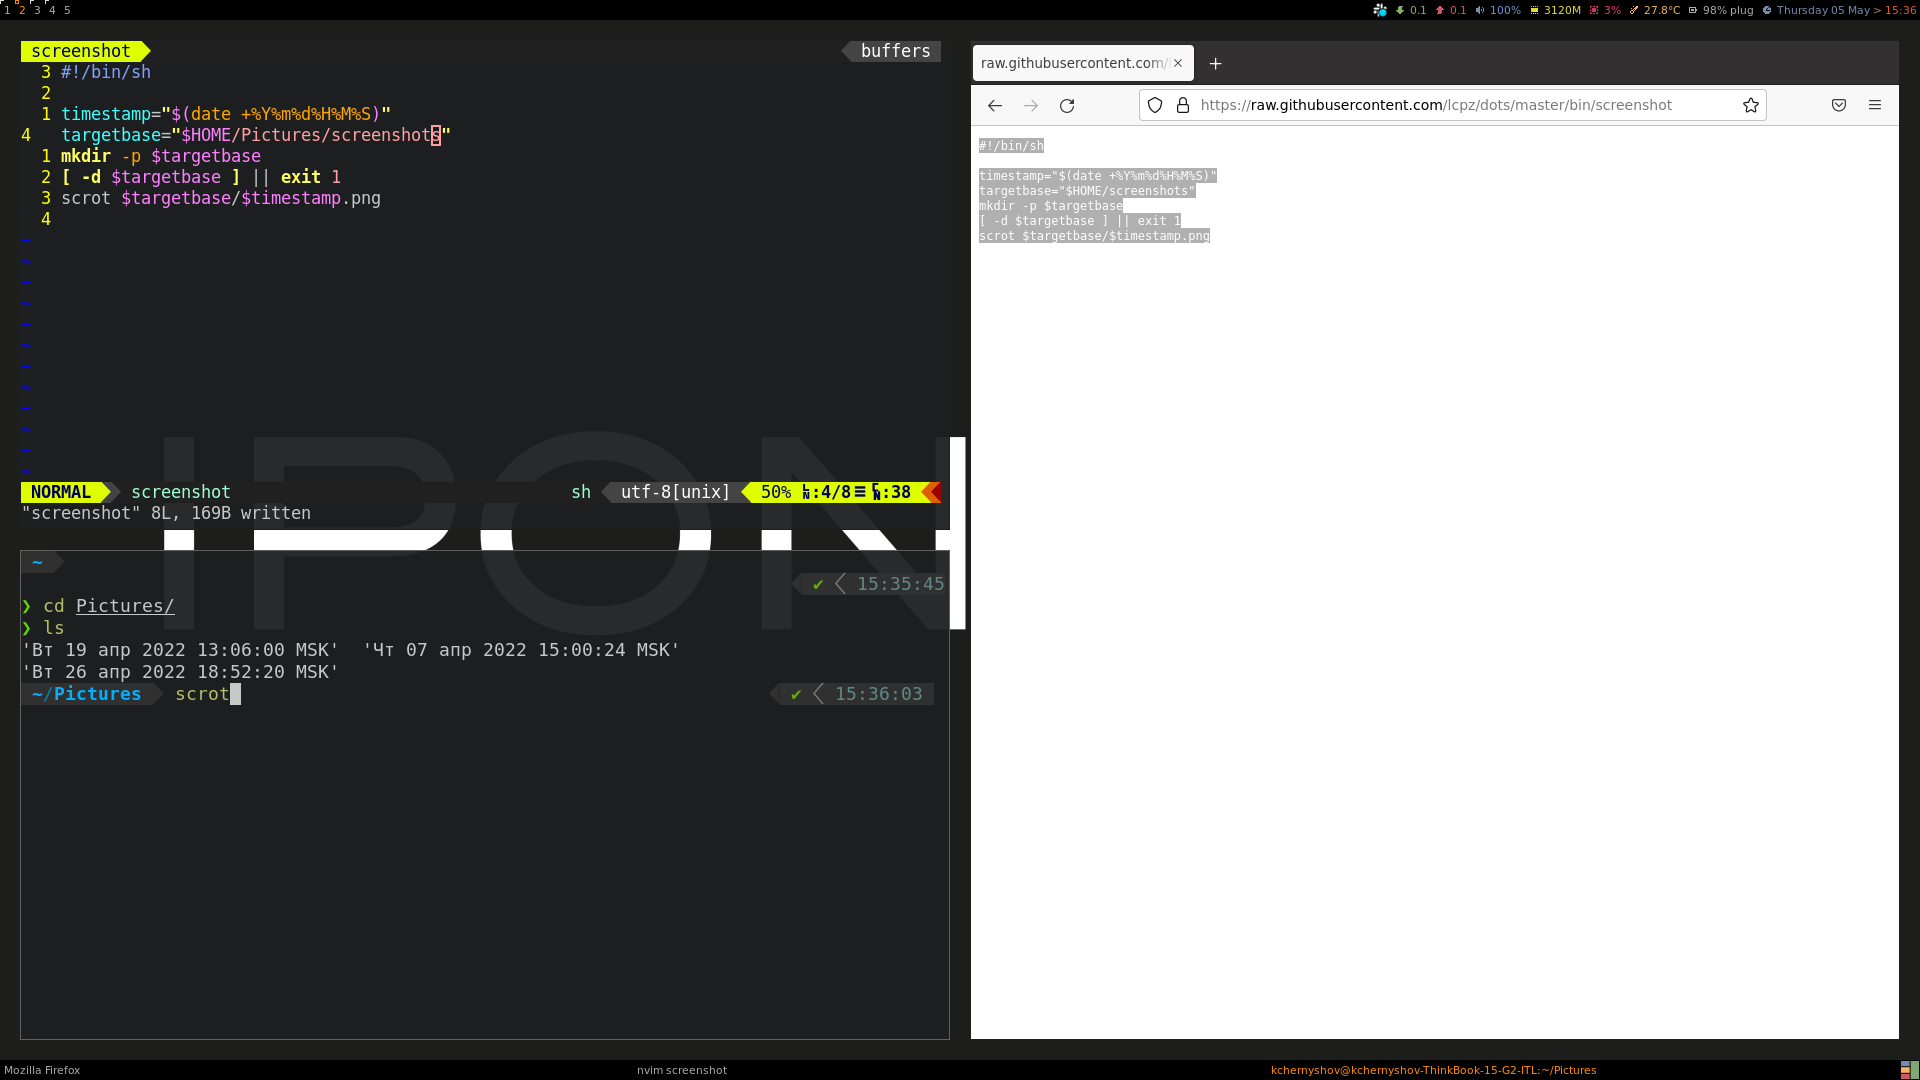 1 2 3 4 5
0.1 0.1 100% 3120M 3% 27.8°C 98% plug Thursday 05 May > 15:36
screenshot buffers
3 #!/bin/sh
2
1 timestamp="$(date +%Y%m%d%H%M%S)"
4 targetbase="$HOME/Pictures/screenshots"
1 mkdir -p $targetbase
2 [ -d $targetbase ] || exit 1
3 scrot $targetbase/$timestamp.png
4
~
~
~
~
~
~
~
~
~
~
~
~
NORMAL screenshot sh utf-8[unix] 50% ㏑:4/8☰℅:38
"screenshot" 8L, 169B written
~
✔ 15:35:45
❯ cd Pictures/
❯ ls
'Вт 19 апр 2022 13:06:00 MSK' 'Чт 07 апр 2022 15:00:24 MSK'
'Вт 26 апр 2022 18:52:20 MSK'
~/Pictures scrot ✔ 15:36:03
raw.githubusercontent.com/
https://raw.githubusercontent.com/lcpz/dots/master/bin/screenshot
#!/bin/sh
timestamp="$(date +%Y%m%d%H%M%S)"
targetbase="$HOME/screenshots"
mkdir -p $targetbase
[ -d $targetbase ] || exit 1
scrot $targetbase/$timestamp.png
Mozilla Firefox nvim screenshot kchernyshov@kchernyshov-ThinkBook-15-G2-ITL:~/Pictures